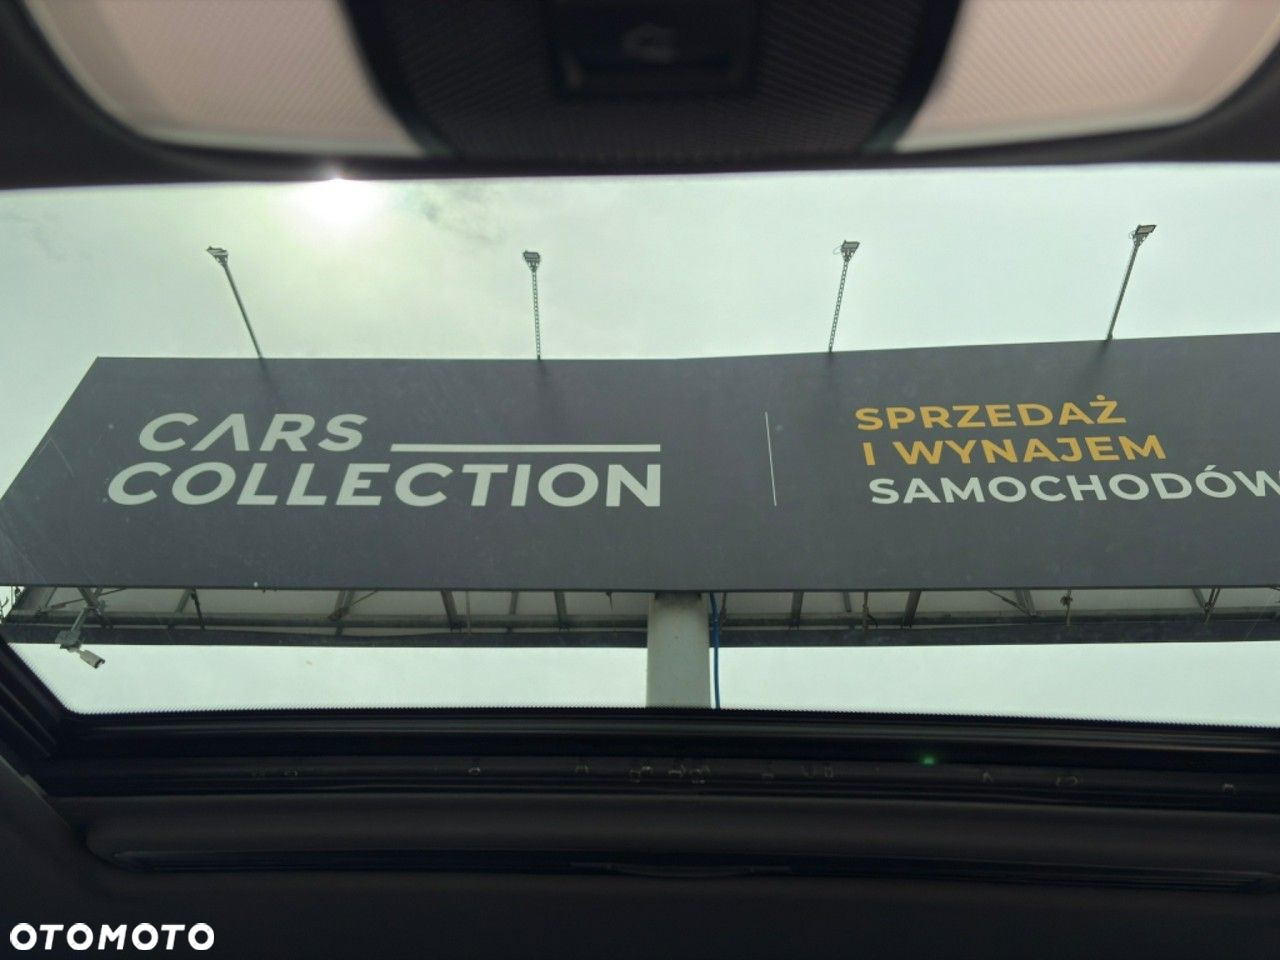 CARS
COLLECTION
SPRZEDAŻ
I WYNAJEM
SAMOCHODÓW
OTOMOTO